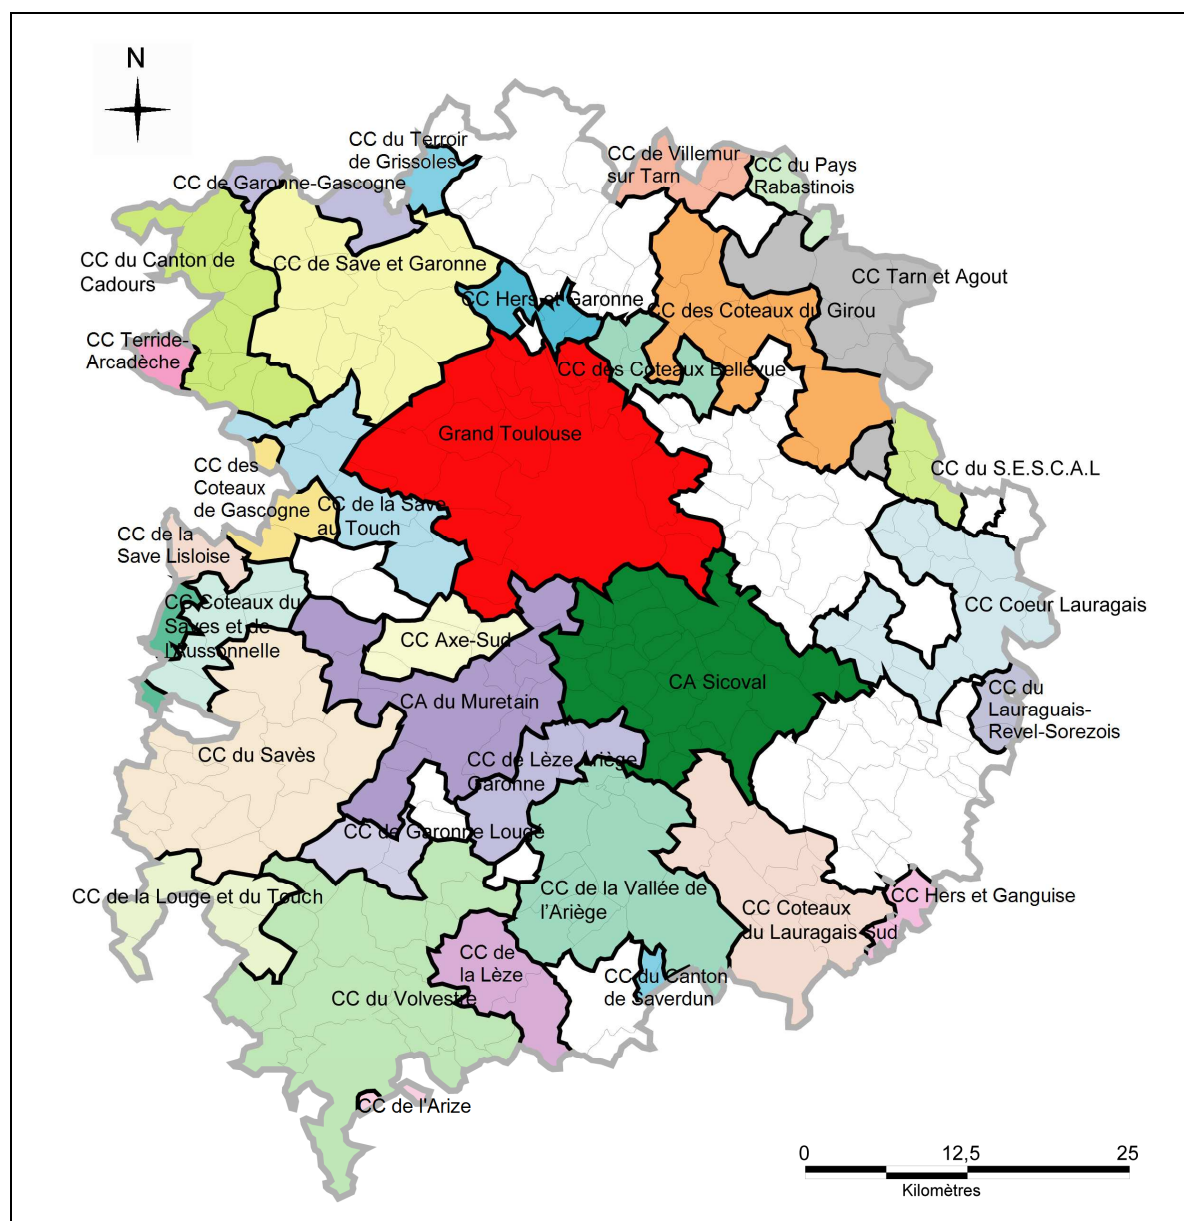 N
CC du Terroir
de Grissoles
CC de Villemur
sur Tarn
CC du Pays
Rabastinois
CC de Garonne-Gascogne
CC du Canton de
Cadours
CC de Save et Garonne
CC Tarn et Agout
CC Hers et Garonne
CC des Coteaux du Girou
CC Terride-
Arcadèche
CC des Coteaux Bellevue
Grand Toulouse
CC des
Coteaux
de Gascogne
CC du S.E.S.C.A.L
CC de la Save
au Touch
CC de la
Save Lisloise
CC Coteaux du
Saves et de
l'Aussonnelle
CC Coeur Lauragais
CC Axe-Sud
CA Sicoval
CA du Muretain
CC du
Lauraguais-
Revel-Sorezois
CC du Savès
CC de Lèze Ariège
Garonne
CC de Garonne Louge
CC de la Louge et du Touch
CC de la Vallée de
l'Ariège
CC Hers et Ganguise
CC Coteaux
du Lauragais Sud
CC de
la Lèze
CC du Canton
de Saverdun
CC du Volvestre
CC de l'Arize
0 12,5 25
Kilomètres